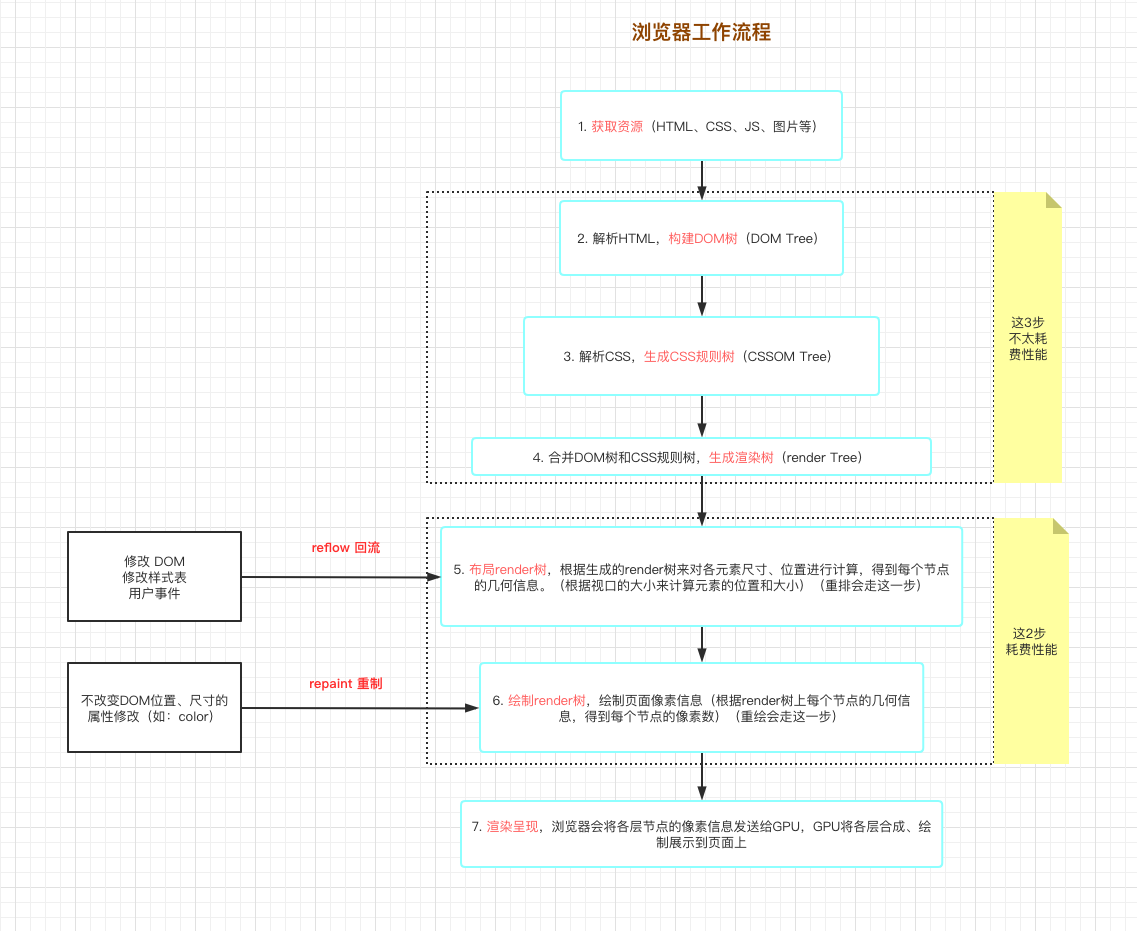 浏览器工作流程
1. 获取资源（HTML、CSS、JS、图片等）
2. 解析HTML，构建DOM树（DOM Tree）
3. 解析CSS，生成CSS规则树（CSSOM Tree）
4. 合并DOM树和CSS规则树，生成渲染树（render Tree）
这3步
不太耗
费性能
修改 DOM
修改样式表
用户事件
reflow 回流
5. 布局render树，根据生成的render树来对各元素尺寸、位置进行计算，得到每个节点
的几何信息。（根据视口的大小来计算元素的位置和大小）（重排会走这一步）
这2步
耗费性能
不改变DOM位置、尺寸的
属性修改（如：color）
repaint 重制
6. 绘制render树，绘制页面像素信息（根据render树上每个节点的几何信
息，得到每个节点的像素数）（重绘会走这一步）
7. 渲染呈现，浏览器会将各层节点的像素信息发送给GPU，GPU将各层合成、绘
制展示到页面上